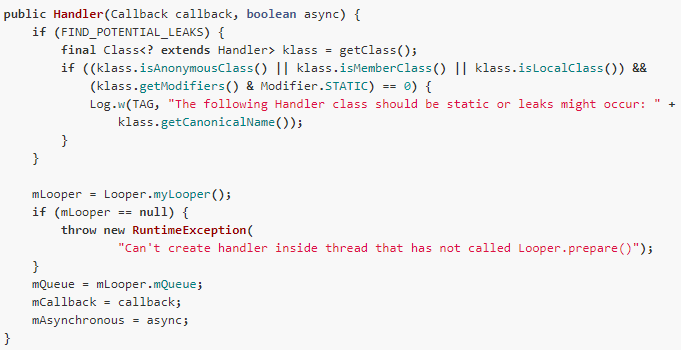 public Handler(Callback callback, boolean async) {
    if (FIND_POTENTIAL_LEAKS) {
        final Class<? extends Handler> klass = getClass();
        if ((klass.isAnonymousClass() || klass.isMemberClass() || klass.isLocalClass()) &&
                (klass.getModifiers() & Modifier.STATIC) == 0) {
            Log.w(TAG, "The following Handler class should be static or leaks might occur: " +
                klass.getCanonicalName());
        }
    }

    mLooper = Looper.myLooper();
    if (mLooper == null) {
        throw new RuntimeException(
                "Can't create handler inside thread that has not called Looper.prepare()");
    }
    mQueue = mLooper.mQueue;
    mCallback = callback;
    mAsynchronous = async;
}